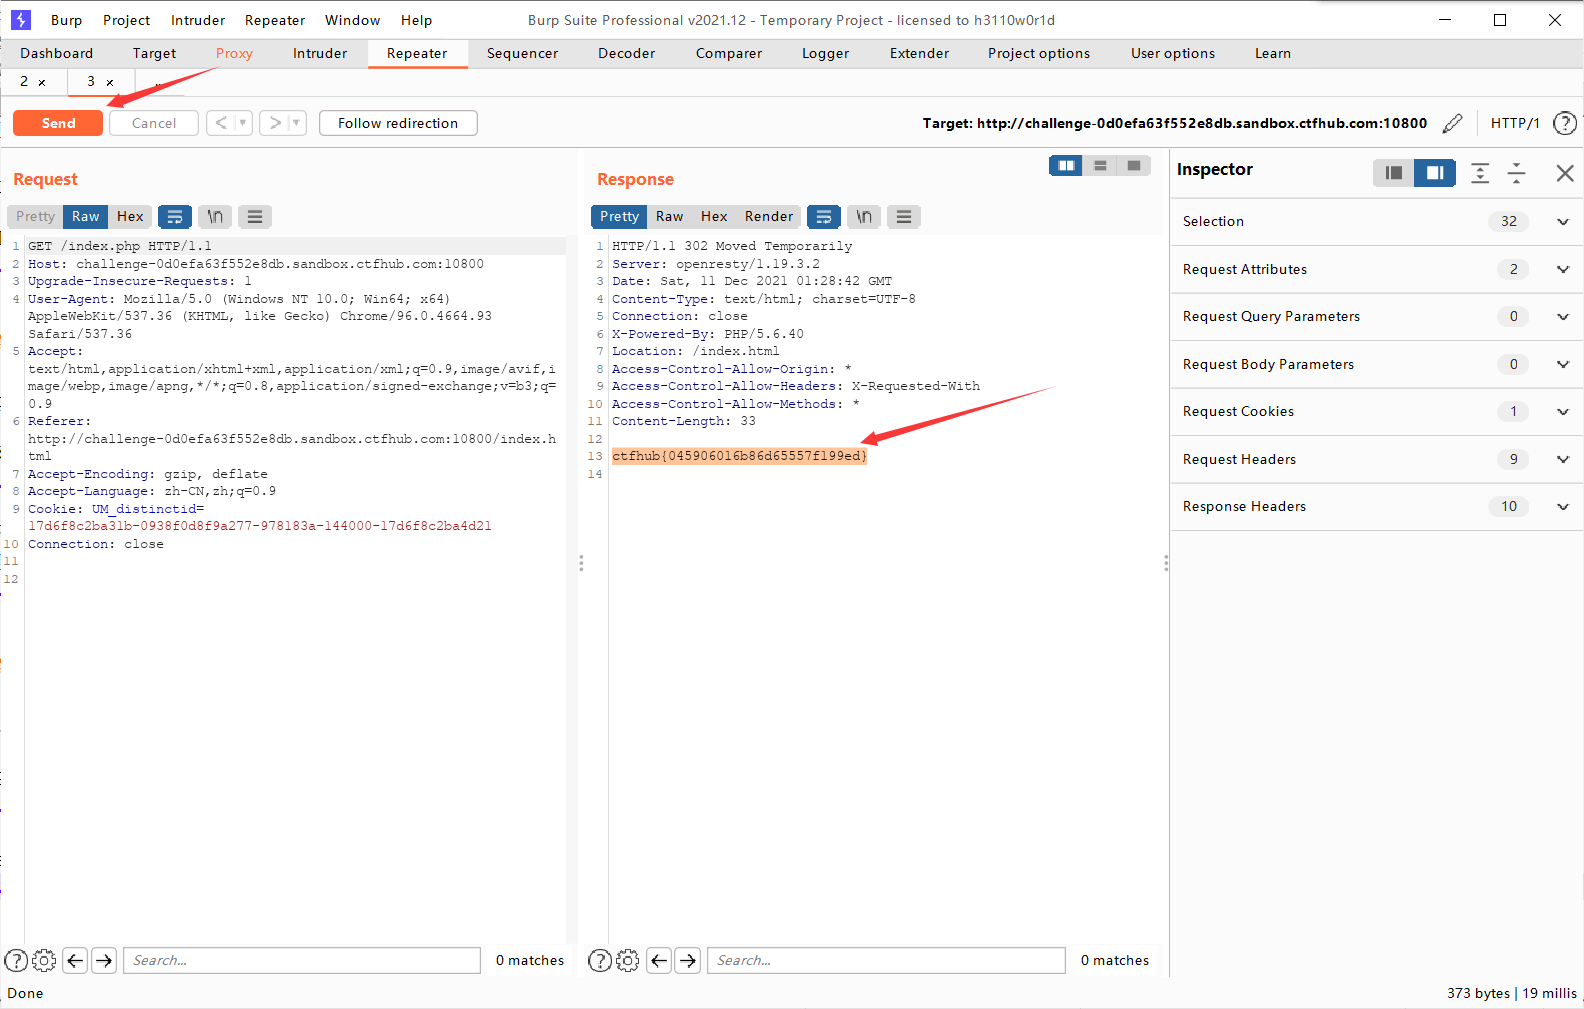 Burp Project Intruder Repeater Window Help Burp Suite Professional v2021.12 - Temporary Project - licensed to h3110w0r1d
Dashboard Target Proxy Intruder Repeater Sequencer Decoder Comparer Logger Extender Project options User options Learn
2 × 3 × ...
Send Cancel < > Follow redirection Target: http://challenge-0d0efa63f552e8db.sandbox.ctfhub.com:10800 HTTP/1 ?
Request
Pretty Raw Hex \n
1 GET /index.php HTTP/1.1
2 Host: challenge-0d0efa63f552e8db.sandbox.ctfhub.com:10800
3 Upgrade-Insecure-Requests: 1
4 User-Agent: Mozilla/5.0 (Windows NT 10.0; Win64; x64)
AppleWebKit/537.36 (KHTML, like Gecko) Chrome/96.0.4664.93
Safari/537.36
5 Accept:
text/html,application/xhtml+xml,application/xml;q=0.9,image/avif,i
mage/webp,image/apng,*/*;q=0.8,application/signed-exchange;v=b3;q=
0.9
6 Referer:
http://challenge-0d0efa63f552e8db.sandbox.ctfhub.com:10800/index.h
tml
7 Accept-Encoding: gzip, deflate
8 Accept-Language: zh-CN,zh;q=0.9
9 Cookie: UM_distinctid=
17d6f8c2ba31b-0938f0d8f9a277-978183a-144000-17d6f8c2ba4d21
10 Connection: close
11
12
Response
Pretty Raw Hex Render \n
1 HTTP/1.1 302 Moved Temporarily
2 Server: openresty/1.19.3.2
3 Date: Sat, 11 Dec 2021 01:28:42 GMT
4 Content-Type: text/html; charset=UTF-8
5 Connection: close
6 X-Powered-By: PHP/5.6.40
7 Location: /index.html
8 Access-Control-Allow-Origin: *
9 Access-Control-Allow-Headers: X-Requested-With
10 Access-Control-Allow-Methods: *
11 Content-Length: 33
12
13 ctfhub{045906016b86d65557f199ed}
14
Inspector
Selection 32
Request Attributes 2
Request Query Parameters 0
Request Body Parameters 0
Request Cookies 1
Request Headers 9
Response Headers 10
? Search... 0 matches
? Search... 0 matches
Done 373 bytes | 19 millis